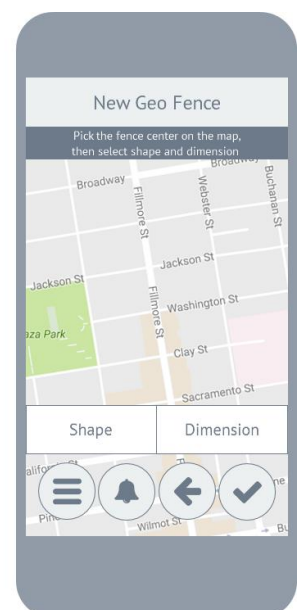 New Geo Fence
Pick the fence center on the map,
then select shape and dimension
Broadway
Broadway
Buchanan St
Webster St
Fillmore St
Jackson St
Jackson St
Fillmore St
Washington St
aza Park
Clay St
Sacramento St
Shape
Dimension
Wilmot St